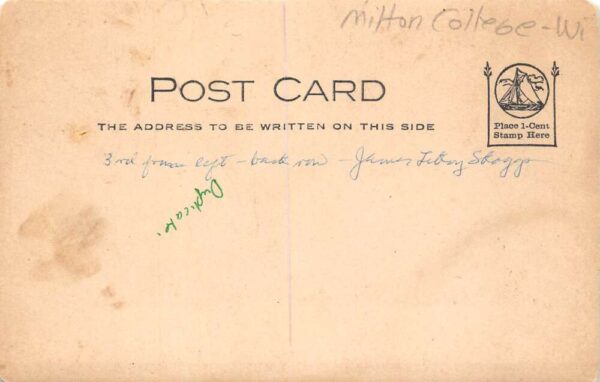 Milton College - Wi
POST CARD
THE ADDRESS TO BE WRITTEN ON THIS SIDE
Place 1-Cent
Stamp Here
3rd from left - back row - James Skaggs
Duplicate.